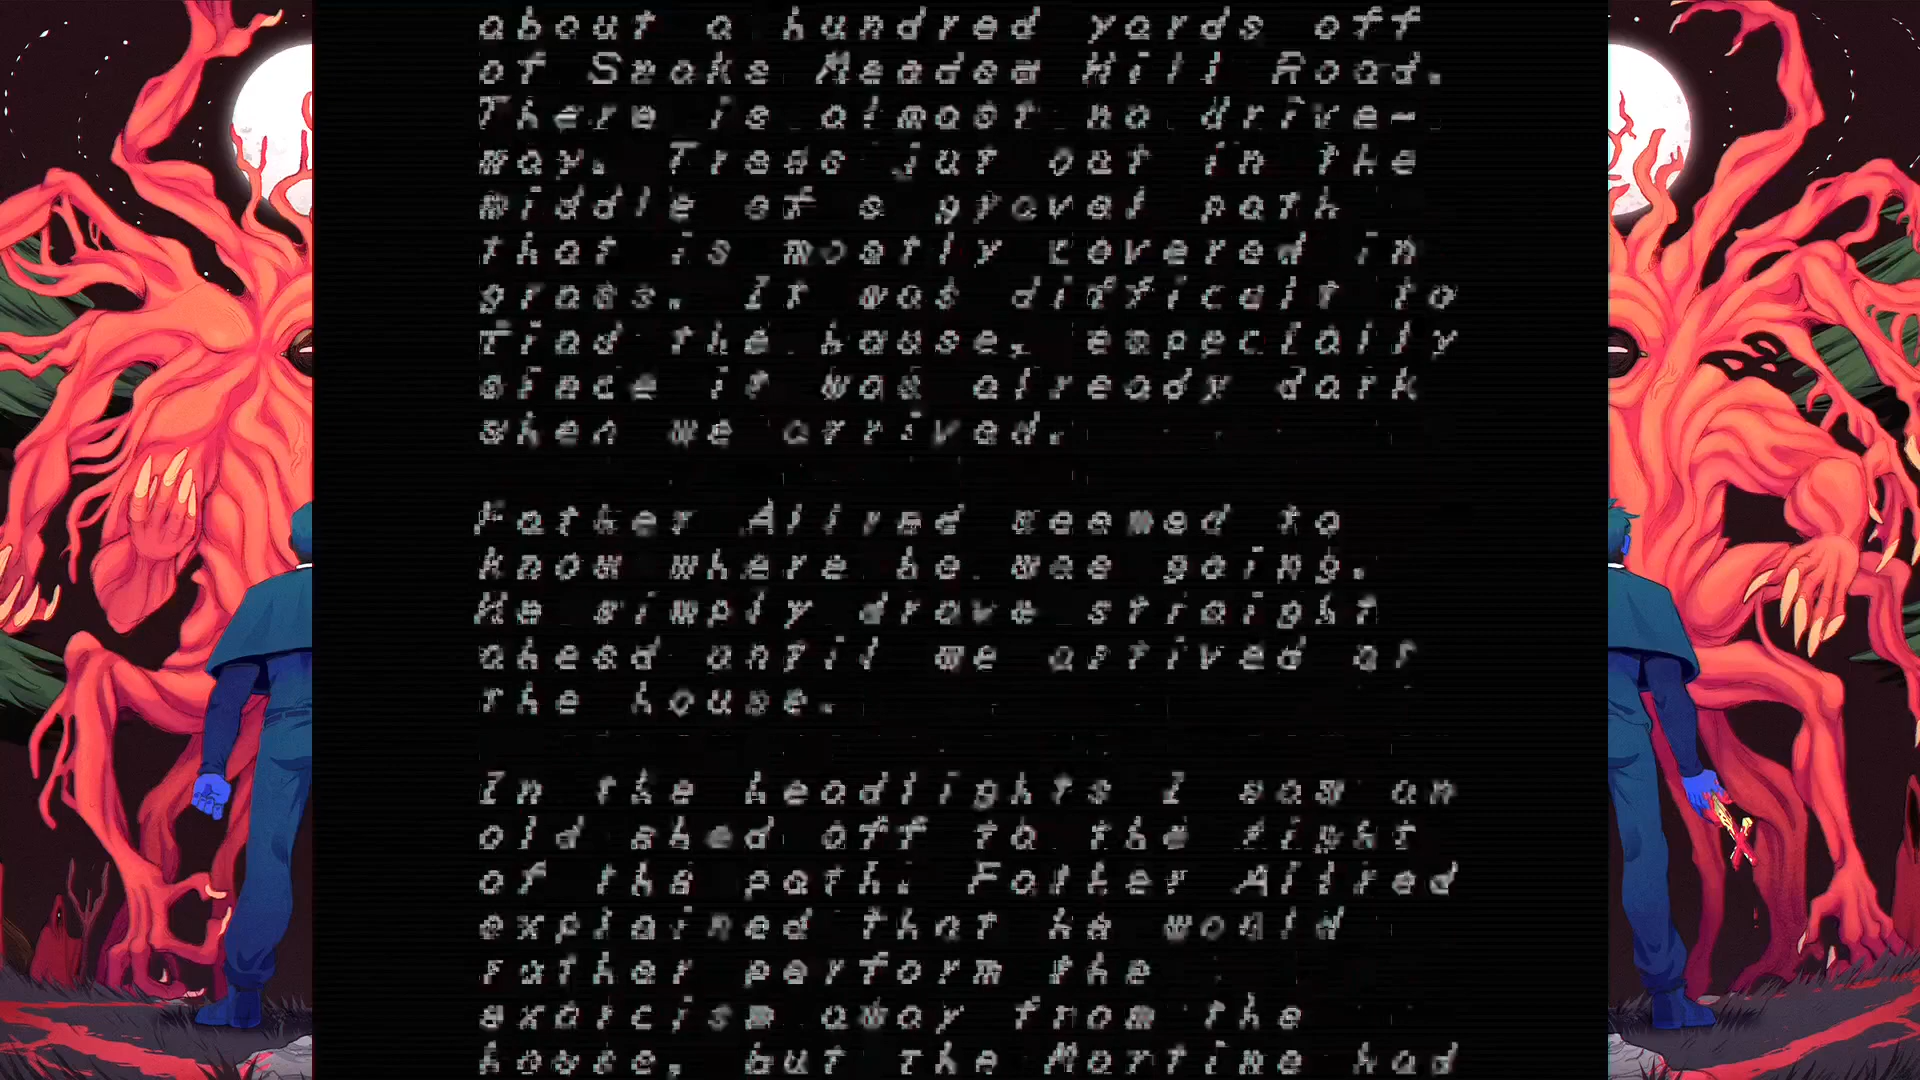 about a hundred yards off
of Snake Meadow Hill Road.
There is almost no drive-
way. Trees jut out in the
middle of a gravel path
that is mostly covered in
grass. It was difficult to
find the house, especially
since it was already dark
when we arrived.
Father Allred seemed to
know where he was going.
He simply drove straight
ahead until we arrived at
the house.
In the headlights I saw an
old shed off to the right
of the path. Father Allred
explained that he would
rather perform the
exorcism away from the
house, but the Martins had